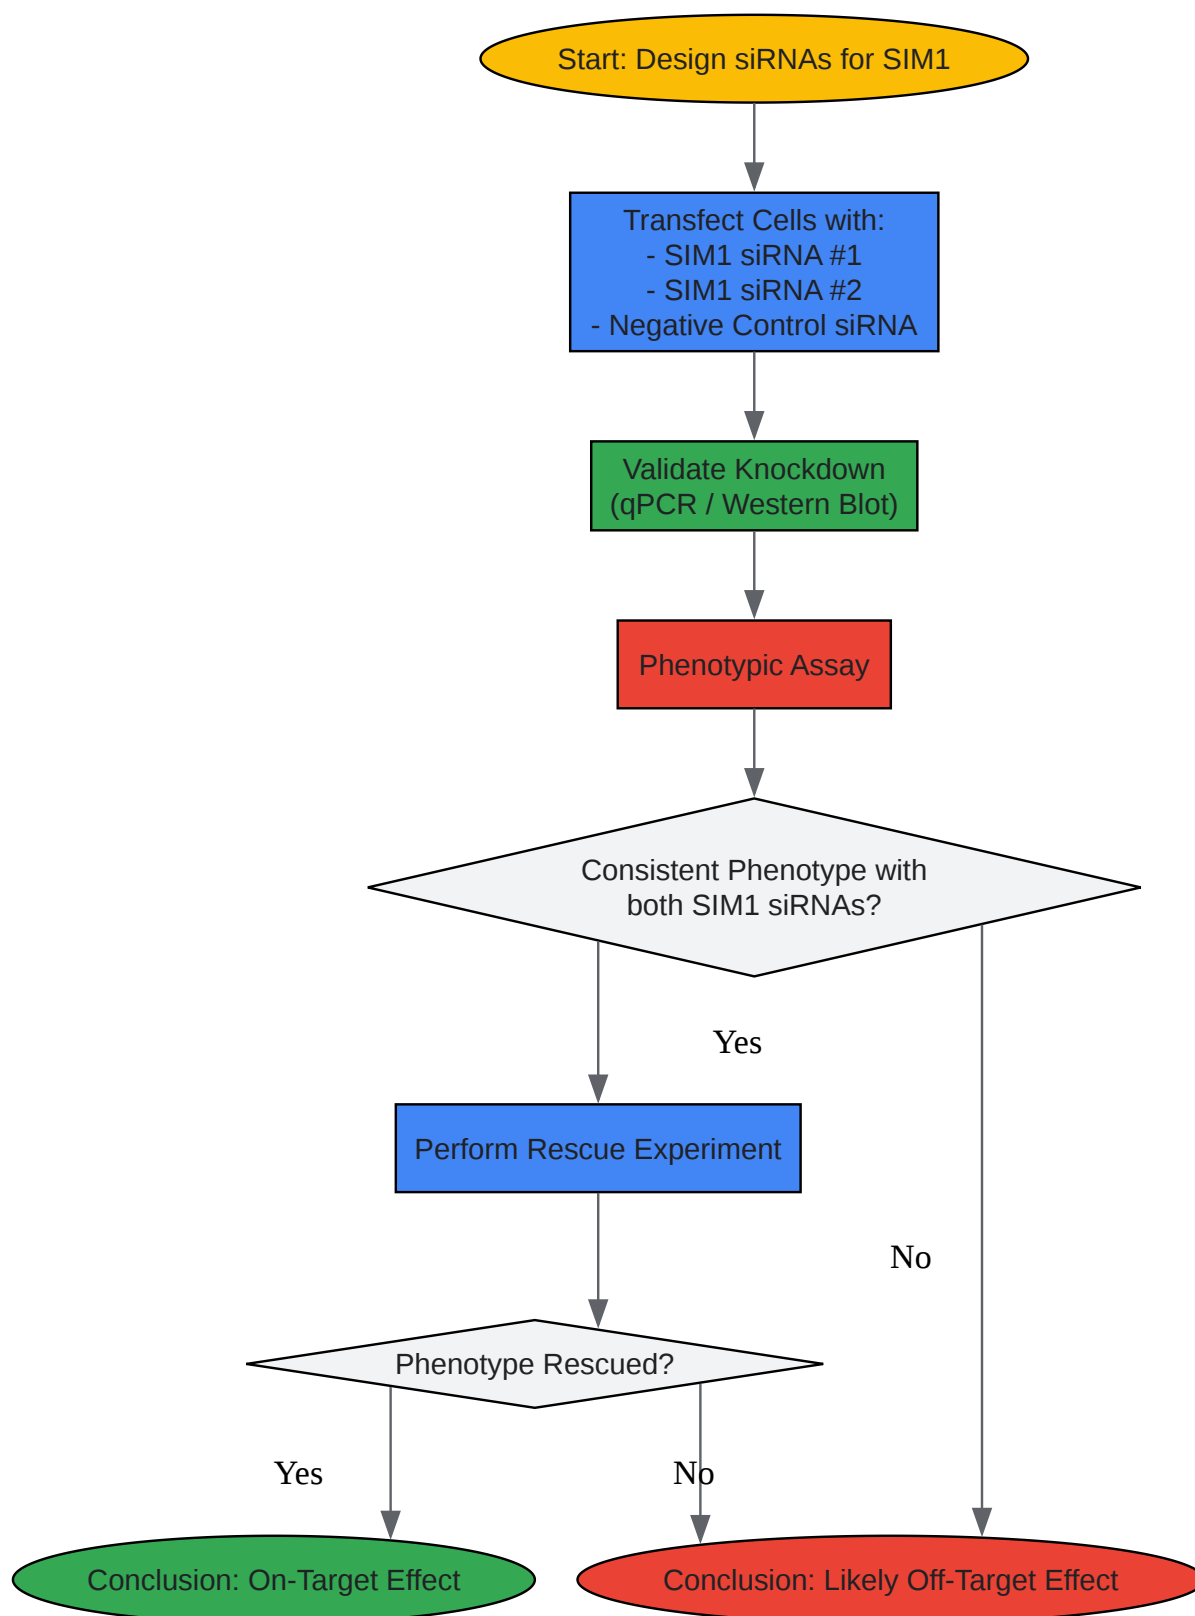 Start: Design siRNAs for SIM1
Transfect Cells with:
- SIM1 siRNA #1
- SIM1 siRNA #2
- Negative Control siRNA
Validate Knockdown
(qPCR / Western Blot)
Phenotypic Assay
Consistent Phenotype with
both SIM1 siRNAs?
Yes
Perform Rescue Experiment
No
Phenotype Rescued?
Yes
No
Conclusion: On-Target Effect
Conclusion: Likely Off-Target Effect